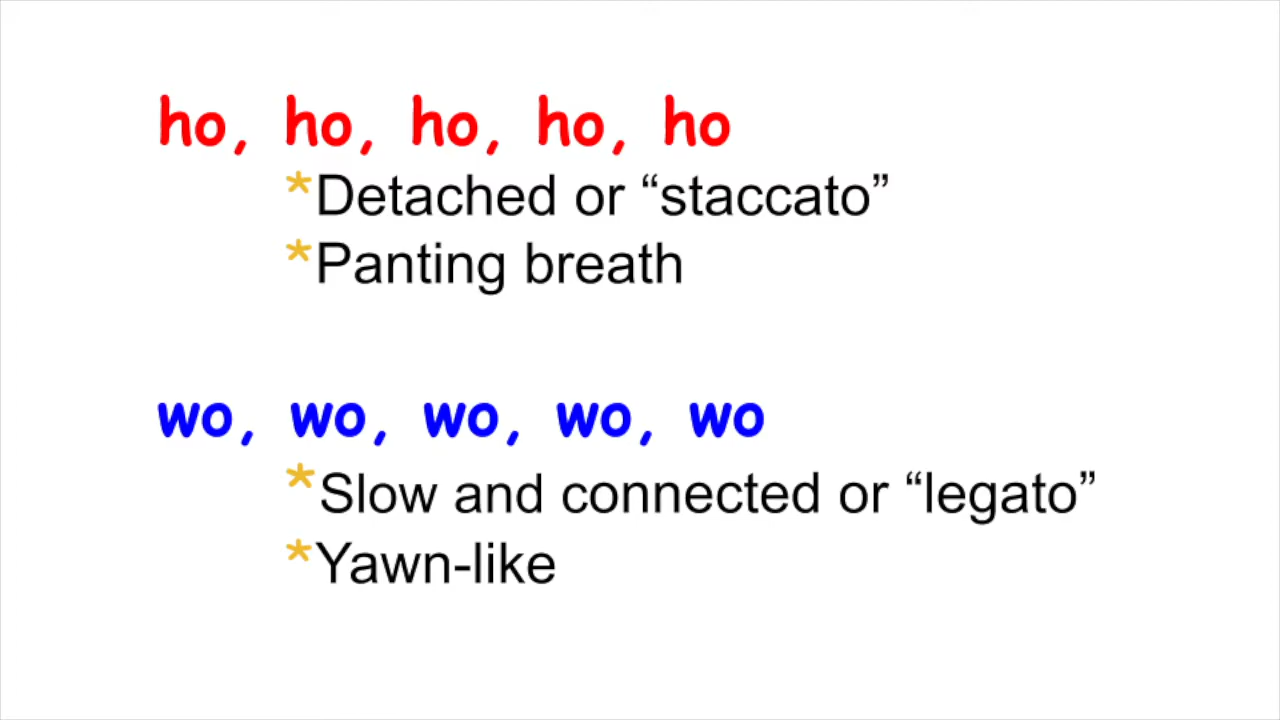 ho, ho, ho, ho, ho
*Detached or “staccato”
*Panting breath
wo, wo, wo, wo, wo
*Slow and connected or “legato”
*Yawn-like